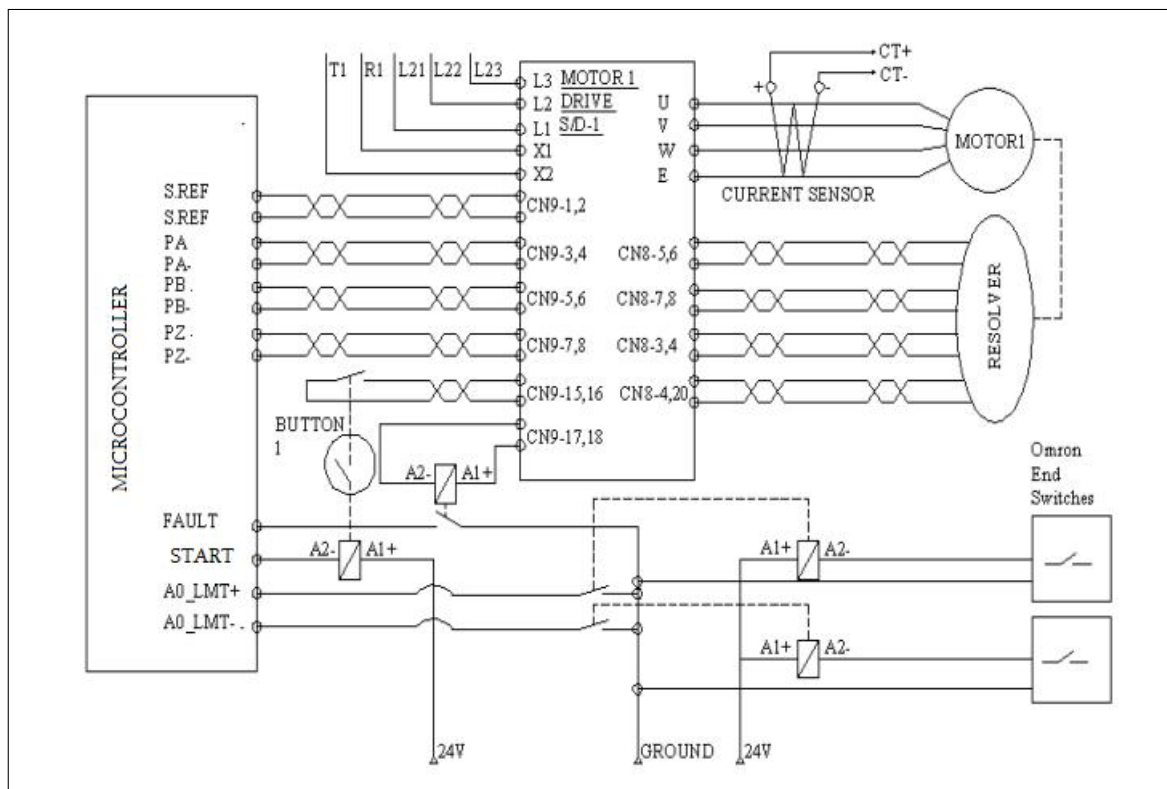 CT+
CT-
T1 R1 L21 L22 L23
+ -
L3 MOTOR 1
L2 DRIVE
L1 S/D-1
X1
X2
U
V
W
E
MOTOR1
CURRENT SENSOR
MICROCONTROLLER
S.REF
S.REF
PA
PA-
PB .
PB-
PZ -
PZ-
CN9-1,2
CN9-3,4
CN9-5,6
CN9-7,8
CN9-15,16
CN9-17,18
CN8-5,6
CN8-7,8
CN8-3,4
CN8-4,20
RESOLVER
BUTTON
1
A2- A1+
Omron
End
Switches
FAULT
START
A2- A1+
A0_LMT+
A0_LMT- .
A1+ A2-
A1+ A2-
24V
GROUND
24V